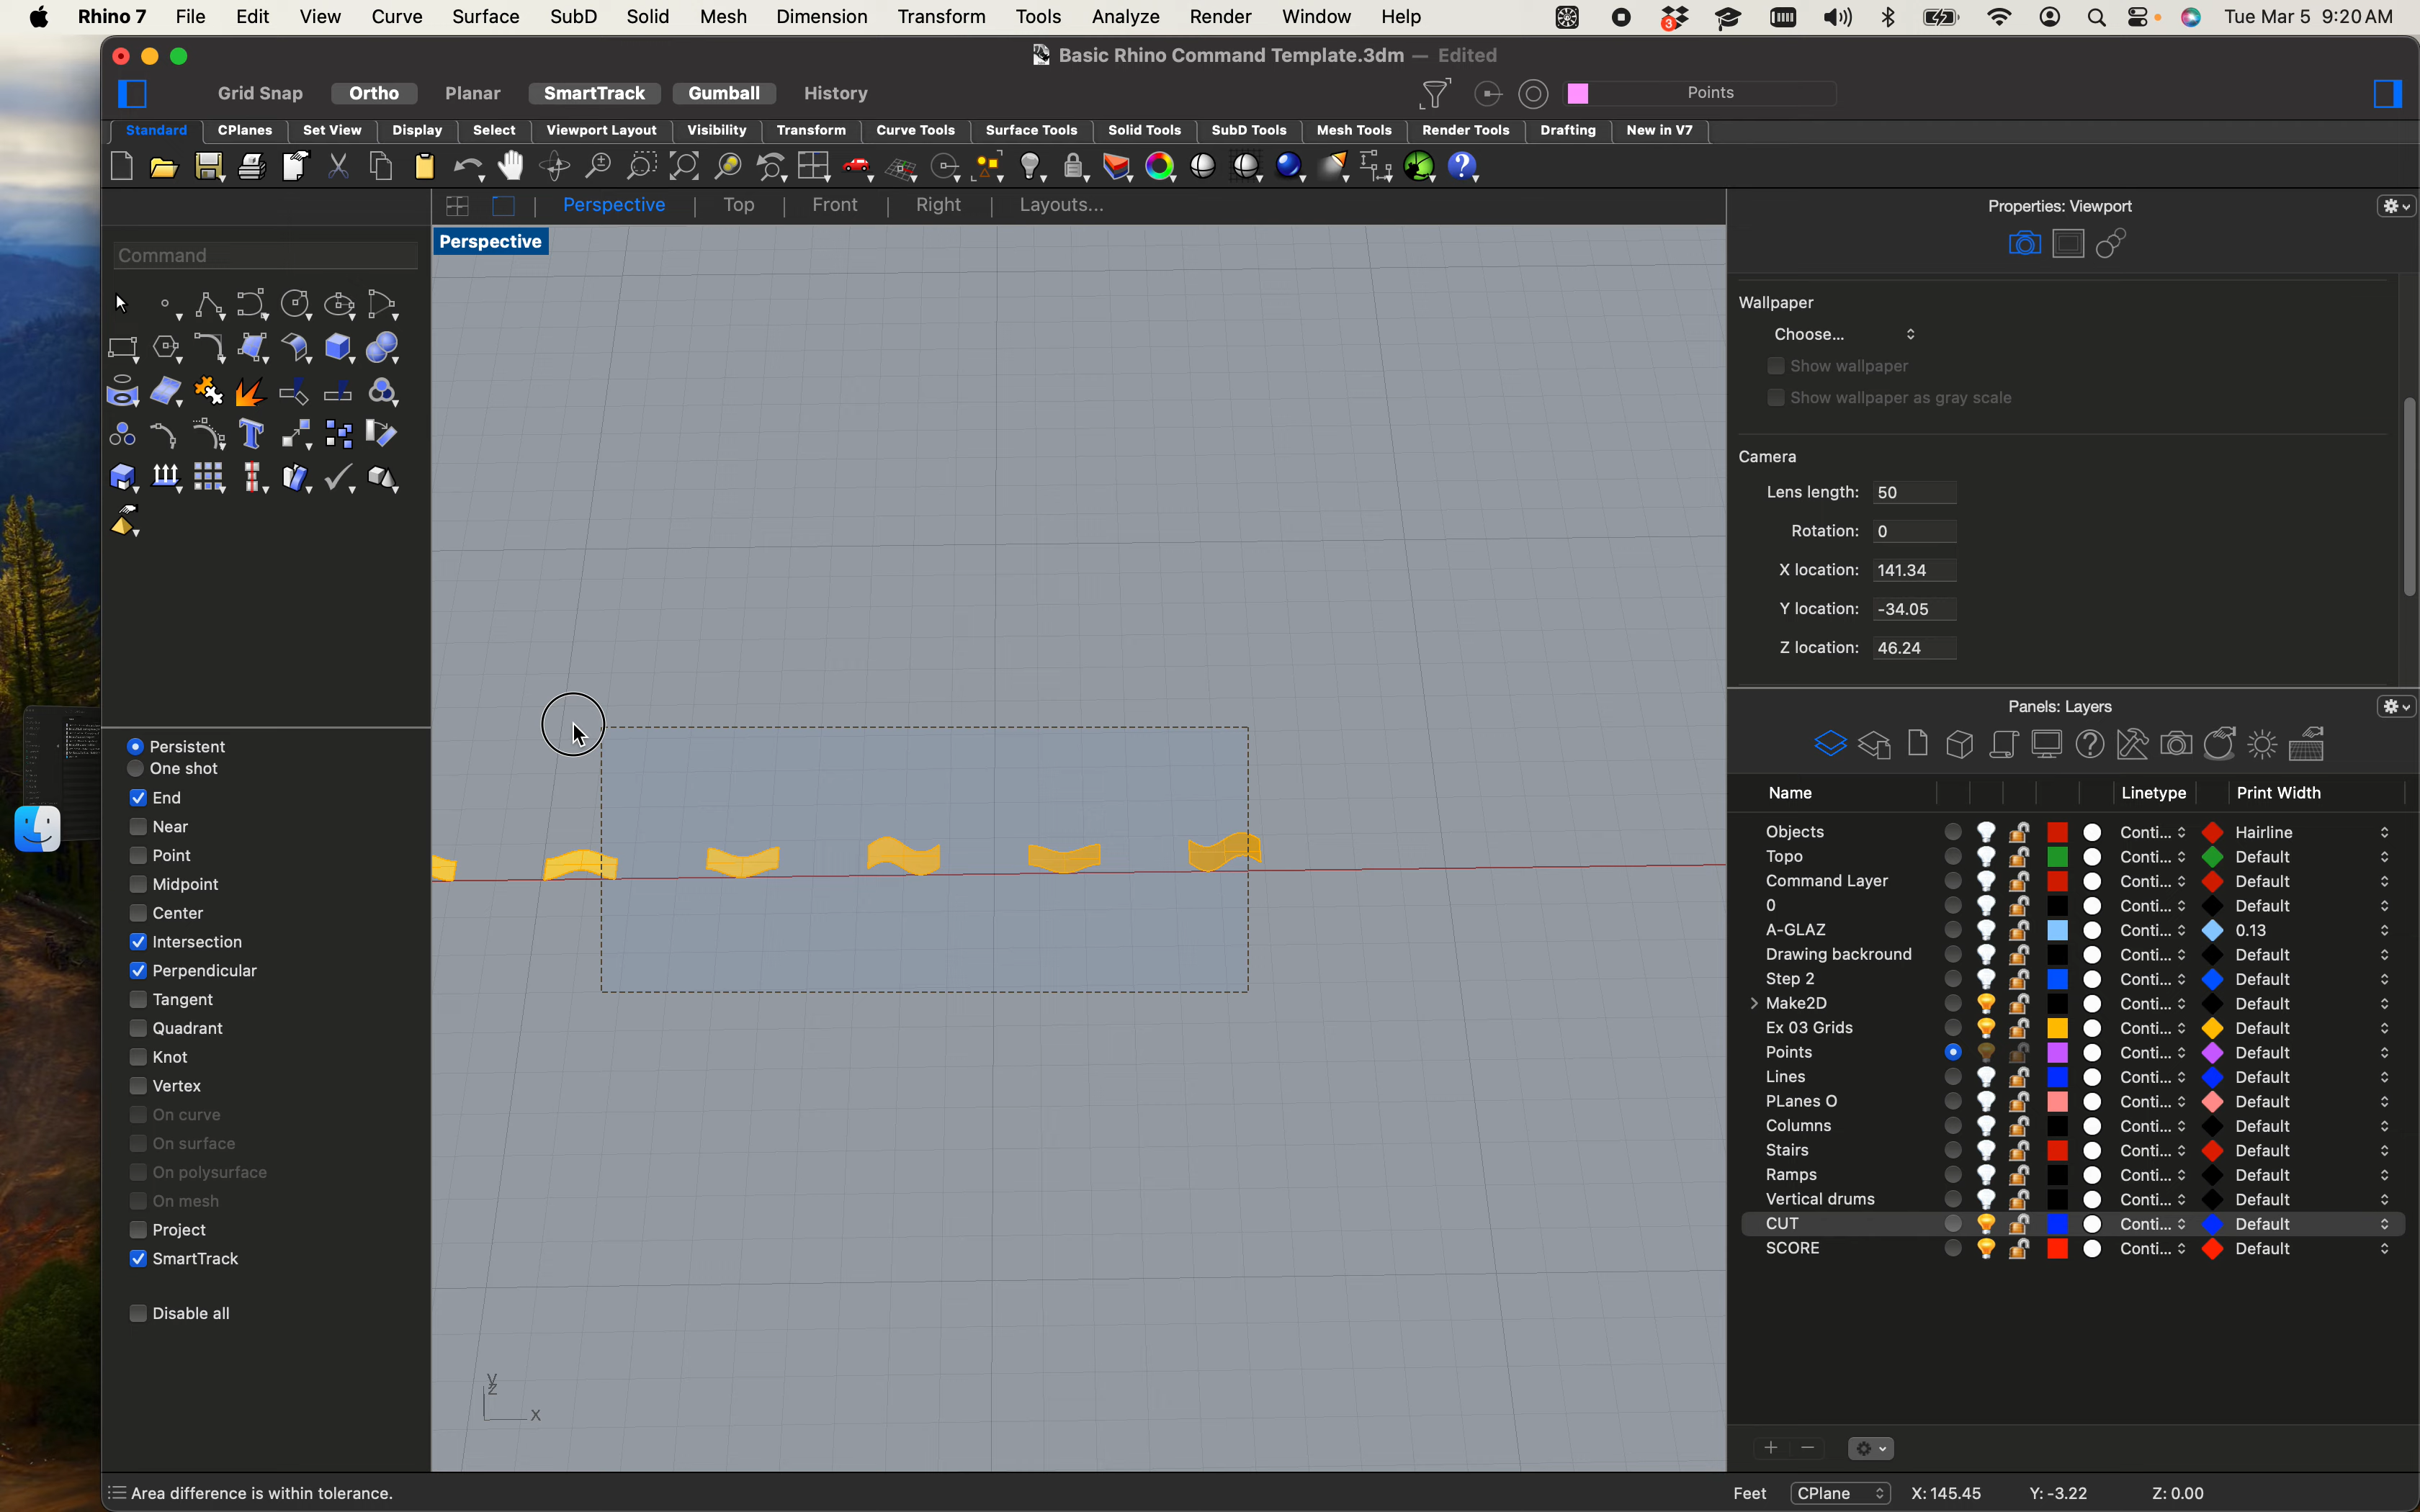 Rhino 7 File Edit View Curve Surface SubD Solid Mesh Dimension Transform Tools Analyze Render Window Help 3 Tue Mar 5 9:20 AM
Basic Rhino Command Template.3dm — Edited
Grid Snap Ortho Planar SmartTrack Gumball History Points
Standard CPlanes Set View Display Select Viewport Layout Visibility Transform Curve Tools Surface Tools Solid Tools SubD Tools Mesh Tools Render Tools Drafting New in V7
Perspective Top Front Right Layouts...
Properties: Viewport
Perspective
Command
Wallpaper
Choose...
Show wallpaper
Show wallpaper as gray scale
Camera
Lens length: 50
Rotation: 0
X location: 141.34
Y location: -34.05
Z location: 46.24
Panels: Layers
Persistent
One shot
End
Near
Point
Midpoint
Center
Intersection
Perpendicular
Tangent
Quadrant
Knot
Vertex
On curve
On surface
On polysurface
On mesh
Project
SmartTrack
Disable all
Name Linetype Print Width
Objects Conti... Hairline
Topo Conti... Default
Command Layer Conti... Default
0 Conti... Default
A-GLAZ Conti... 0.13
Drawing backround Conti... Default
Step 2 Conti... Default
Make2D Conti... Default
Ex 03 Grids Conti... Default
Points Conti... Default
Lines Conti... Default
PLanes O Conti... Default
Columns Conti... Default
Stairs Conti... Default
Ramps Conti... Default
Vertical drums Conti... Default
CUT Conti... Default
SCORE Conti... Default
y
z
x
Area difference is within tolerance.
Feet CPlane X: 145.45 Y: -3.22 Z: 0.00